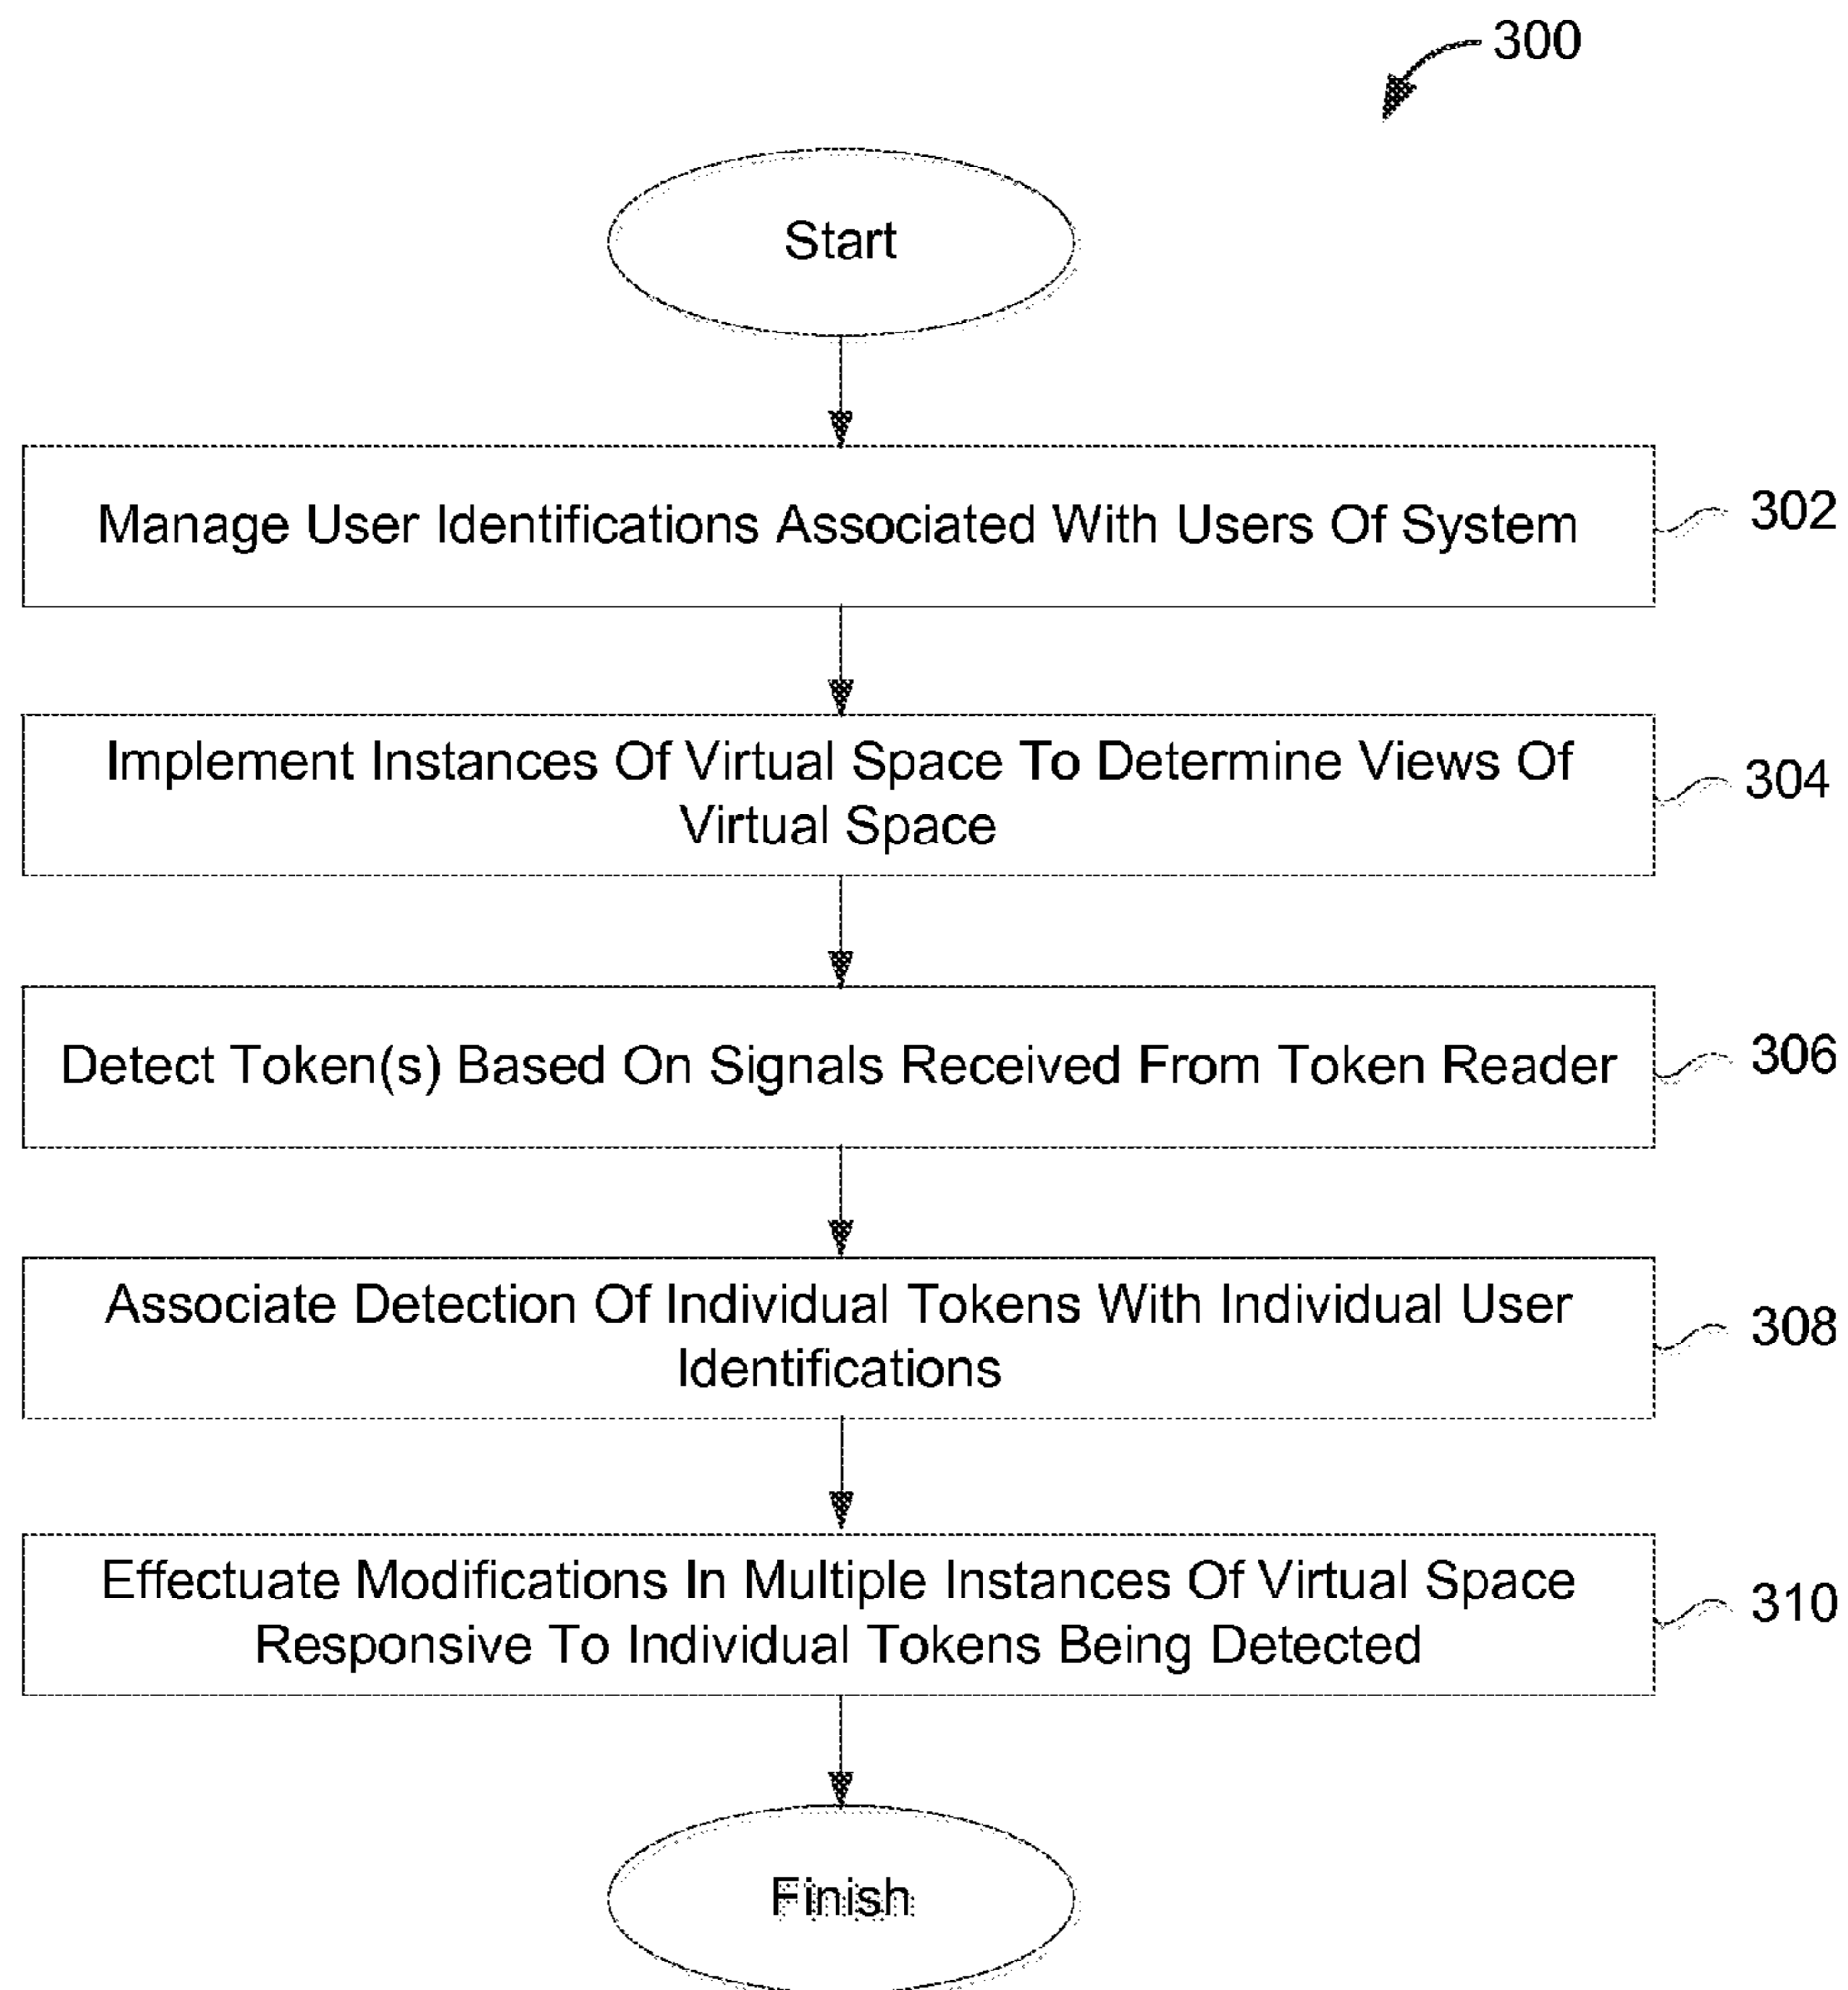 300
Start
Manage User Identifications Associated With Users Of System
302
Implement Instances Of Virtual Space To Determine Views Of
Virtual Space
304
Detect Token(s) Based On Signals Received From Token Reader
306
Associate Detection Of Individual Tokens With Individual User
Identifications
308
Effectuate Modifications In Multiple Instances Of Virtual Space
Responsive To Individual Tokens Being Detected
310
Finish